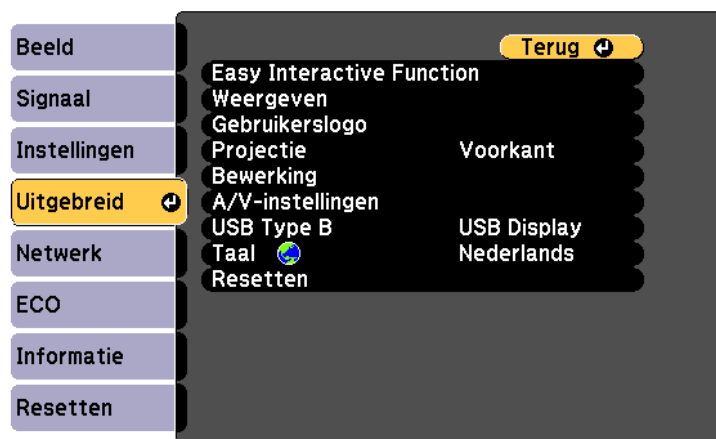 Beeld
Signaal
Instellingen
Uitgebreid
Netwerk
ECO
Informatie
Resetten
Terug
Easy Interactive Function
Weergeven
Gebruikerslogo
Projectie Voorkant
Bewerking
A/V-instellingen
USB Type B USB Display
Taal Nederlands
Resetten